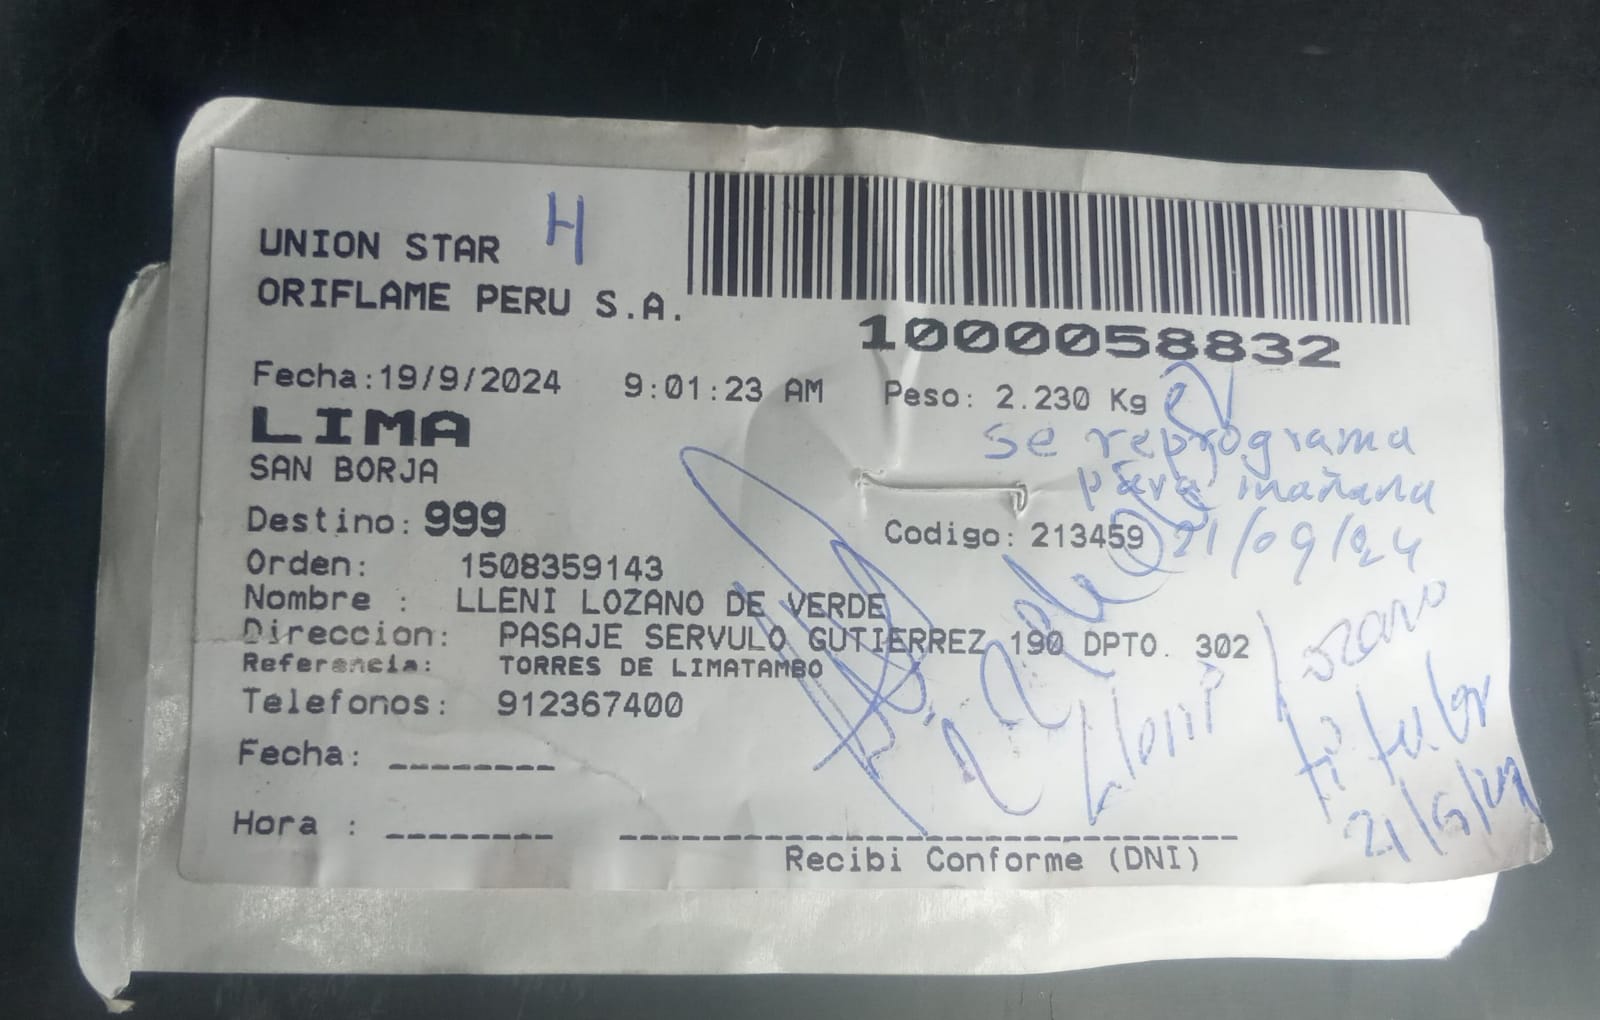 UNION STAR H
ORIFLAME PERU S.A.
1000058832
Fecha:19/9/2024 9:01:23 AM Peso: 2.230 Kg
LIMA
se reprograma
SAN BORJA
para mañana
Destino: 999
Codigo: 213459
21/09/24
Orden: 1508359143
Nombre : LLENI LOZANO DE VERDE
Direccion: PASAJE SERVULO GUTIERREZ 190 DPTO. 302
Referencia: TORRES DE LIMATAMBO
Telefonos: 912367400
Lleni Lozano
titular
Fecha: ________
Hora : ________
Recibi Conforme (DNI)